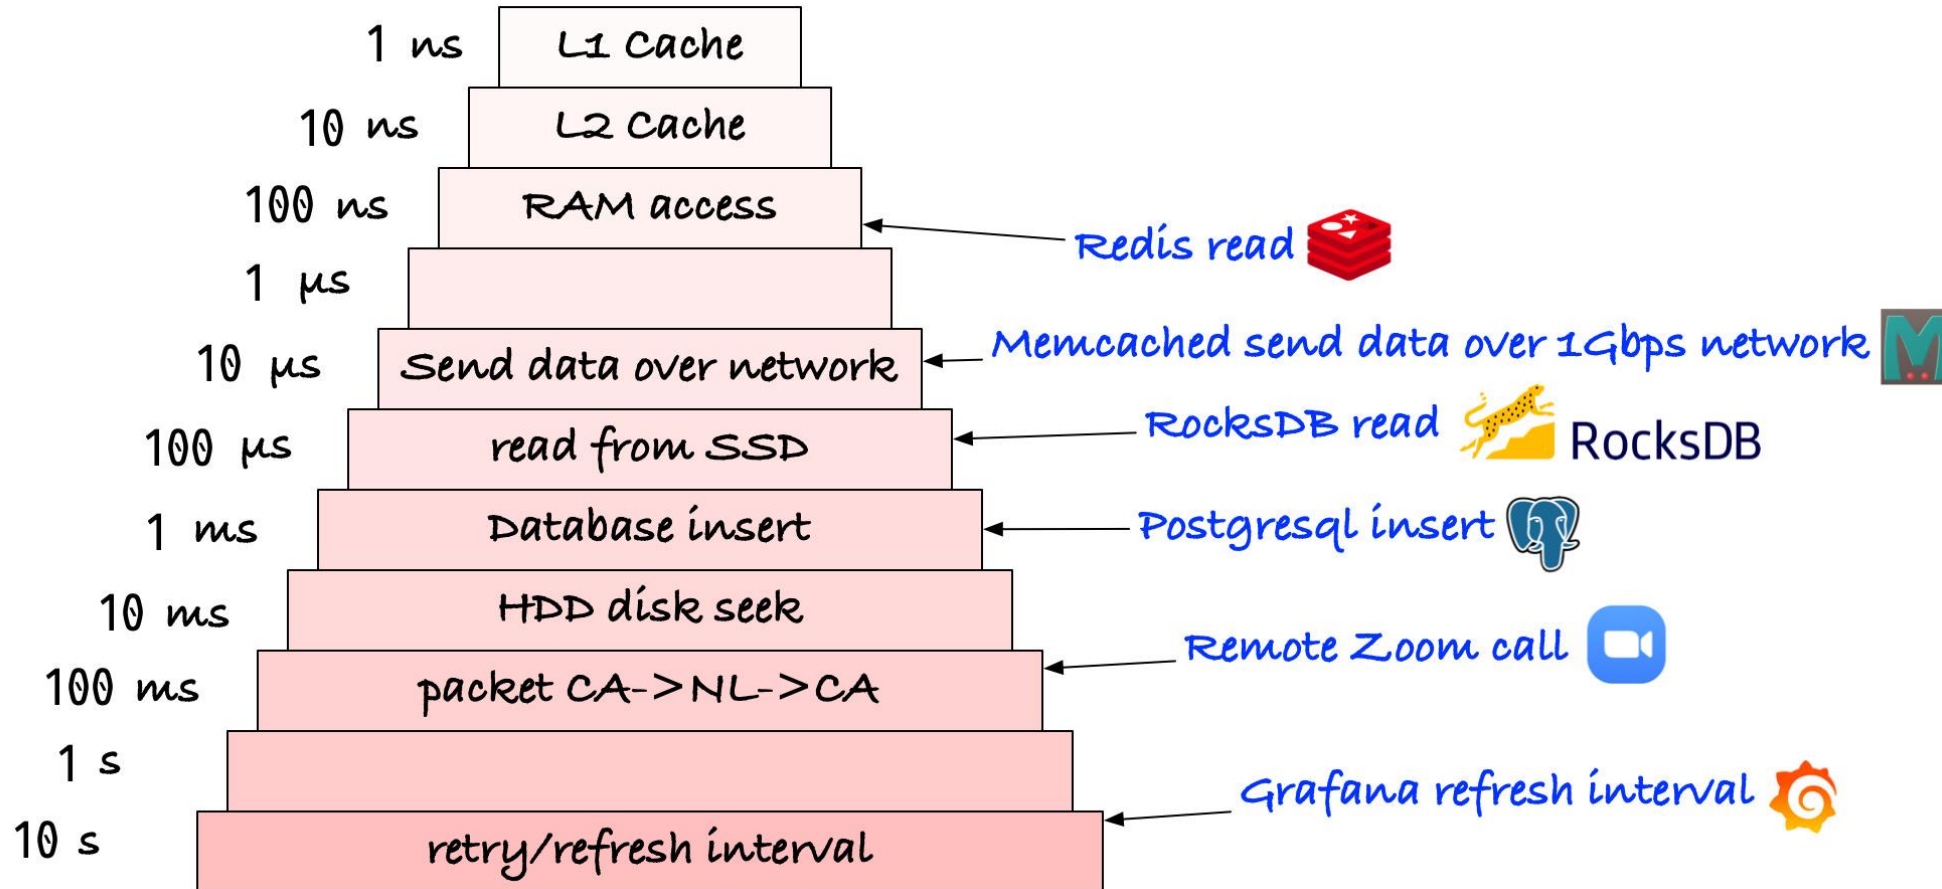 1 ns L1 Cache
10 ns L2 Cache
100 ns RAM access
Redis read
1 µs
10 µs Send data over network
Memcached send data over 1Gbps network M
100 µs read from SSD
RocksDB read RocksDB
1 ms Database insert
Postgresql insert
10 ms HDD disk seek
Remote Zoom call
100 ms packet CA->NL->CA
1 s
Grafana refresh interval
10 s retry/refresh interval